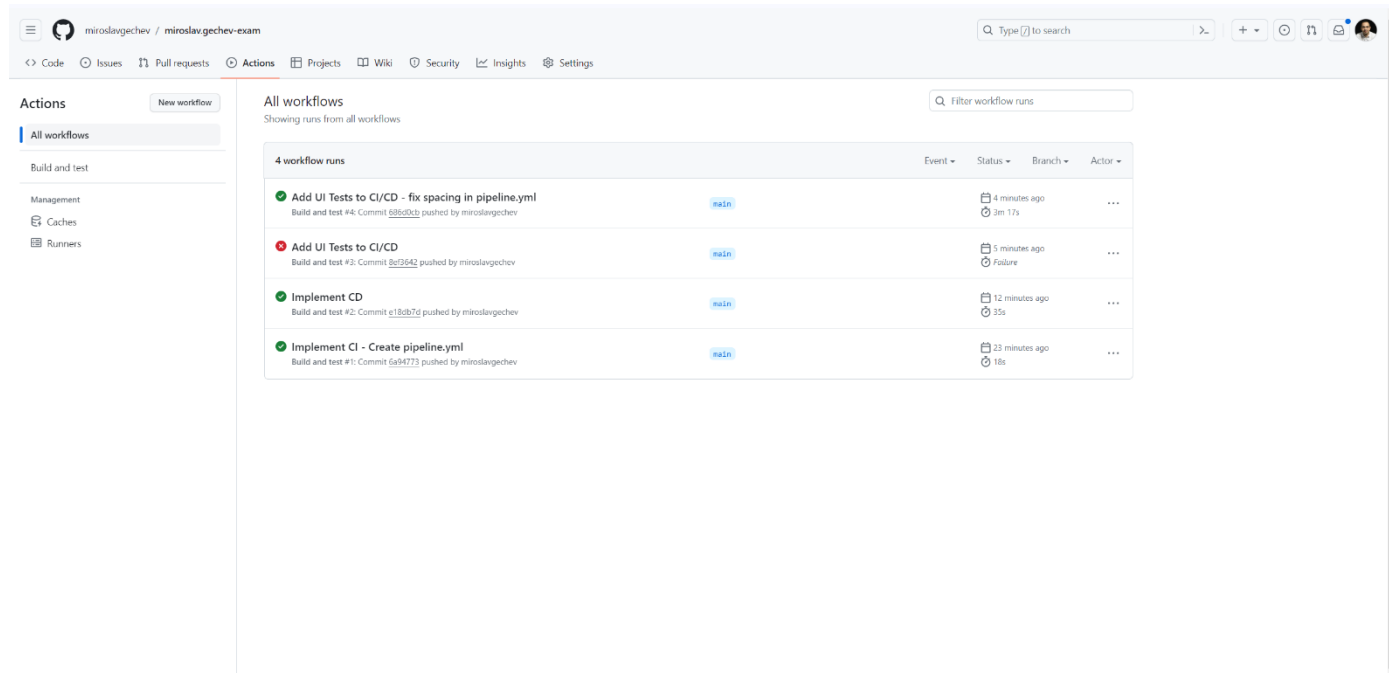 miroslavgechev / miroslav.gechev-exam
Type / to search
Code Issues Pull requests Actions Projects Wiki Security Insights Settings
Actions
New workflow
All workflows
Build and test
Management
Caches
Runners
All workflows
Showing runs from all workflows
Filter workflow runs
4 workflow runs
Event Status Branch Actor
Add UI Tests to CI/CD - fix spacing in pipeline.yml
Build and test #4: Commit 686d0cb pushed by miroslavgechev
main
4 minutes ago
3m 17s
Add UI Tests to CI/CD
Build and test #3: Commit 8ef3642 pushed by miroslavgechev
main
5 minutes ago
Failure
Implement CD
Build and test #2: Commit e18db7d pushed by miroslavgechev
main
12 minutes ago
35s
Implement CI - Create pipeline.yml
Build and test #1: Commit 6a94773 pushed by miroslavgechev
main
23 minutes ago
18s